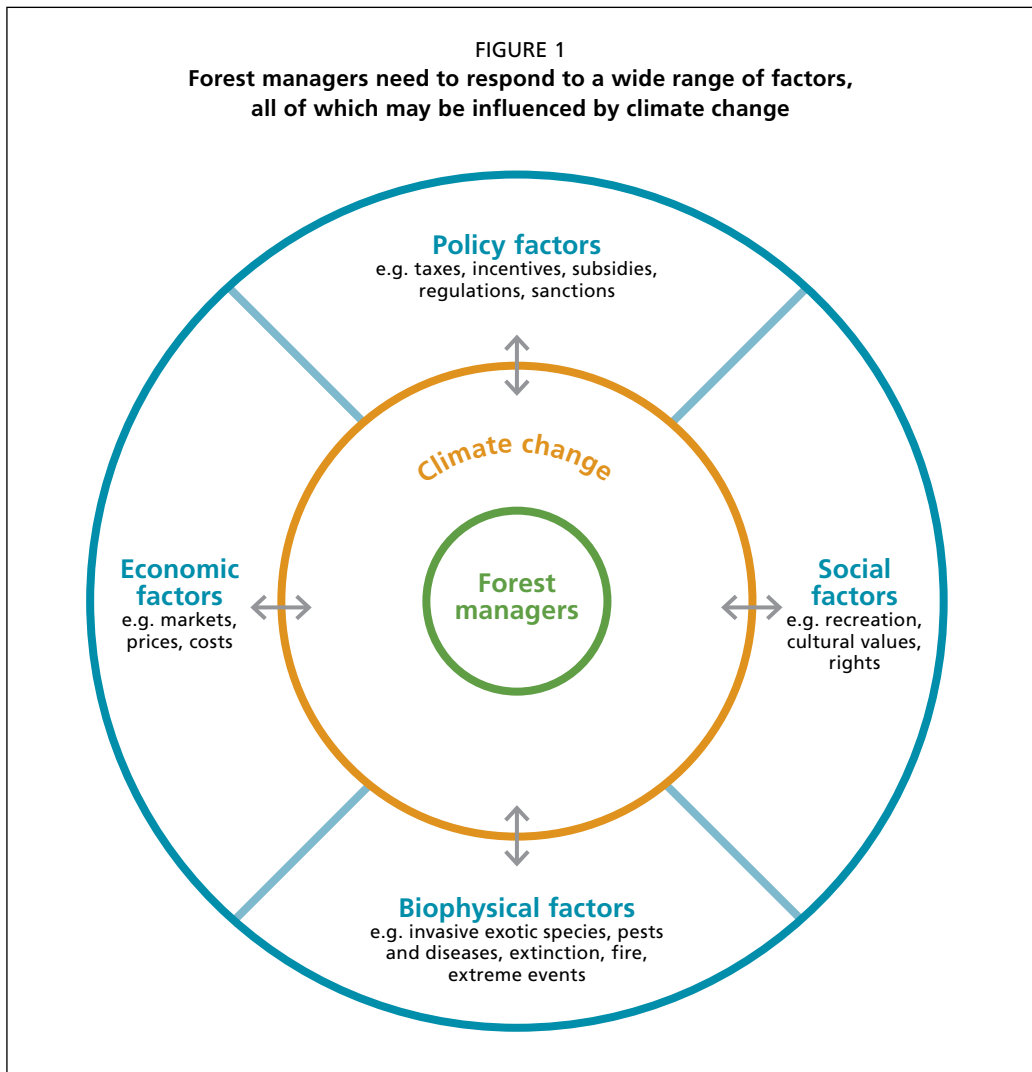 FIGURE 1
Forest managers need to respond to a wide range of factors,
all of which may be influenced by climate change
Policy factors
e.g. taxes, incentives, subsidies,
regulations, sanctions
Climate change
Economic
factors
e.g. markets,
prices, costs
Forest
managers
Social
factors
e.g. recreation,
cultural values,
rights
Biophysical factors
e.g. invasive exotic species, pests
and diseases, extinction, fire,
extreme events